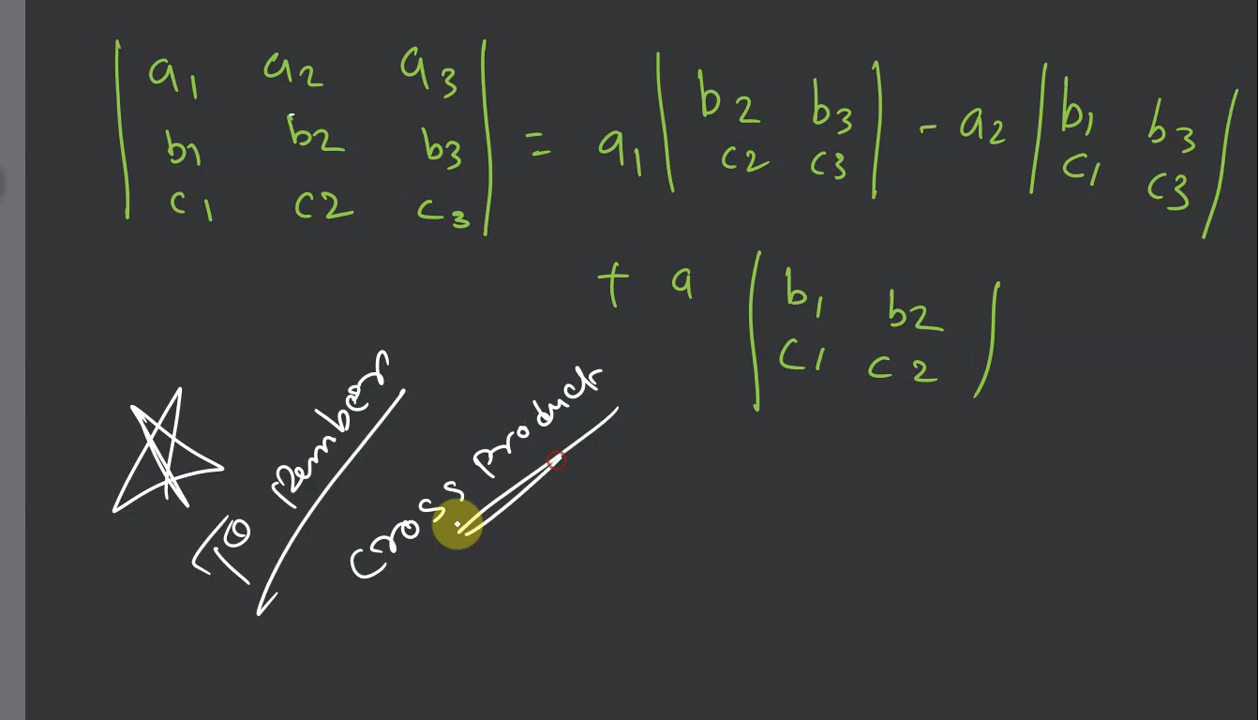 | a1 a2 a3 | = a1 | b2 b3 | - a2 | b1 b3 |
| b1 b2 b3 | | c2 c3 | | c1 c3 |
| c1 c2 c3 |
+ a | b1 b2 |
| c1 c2 |
To Rember
Cross product